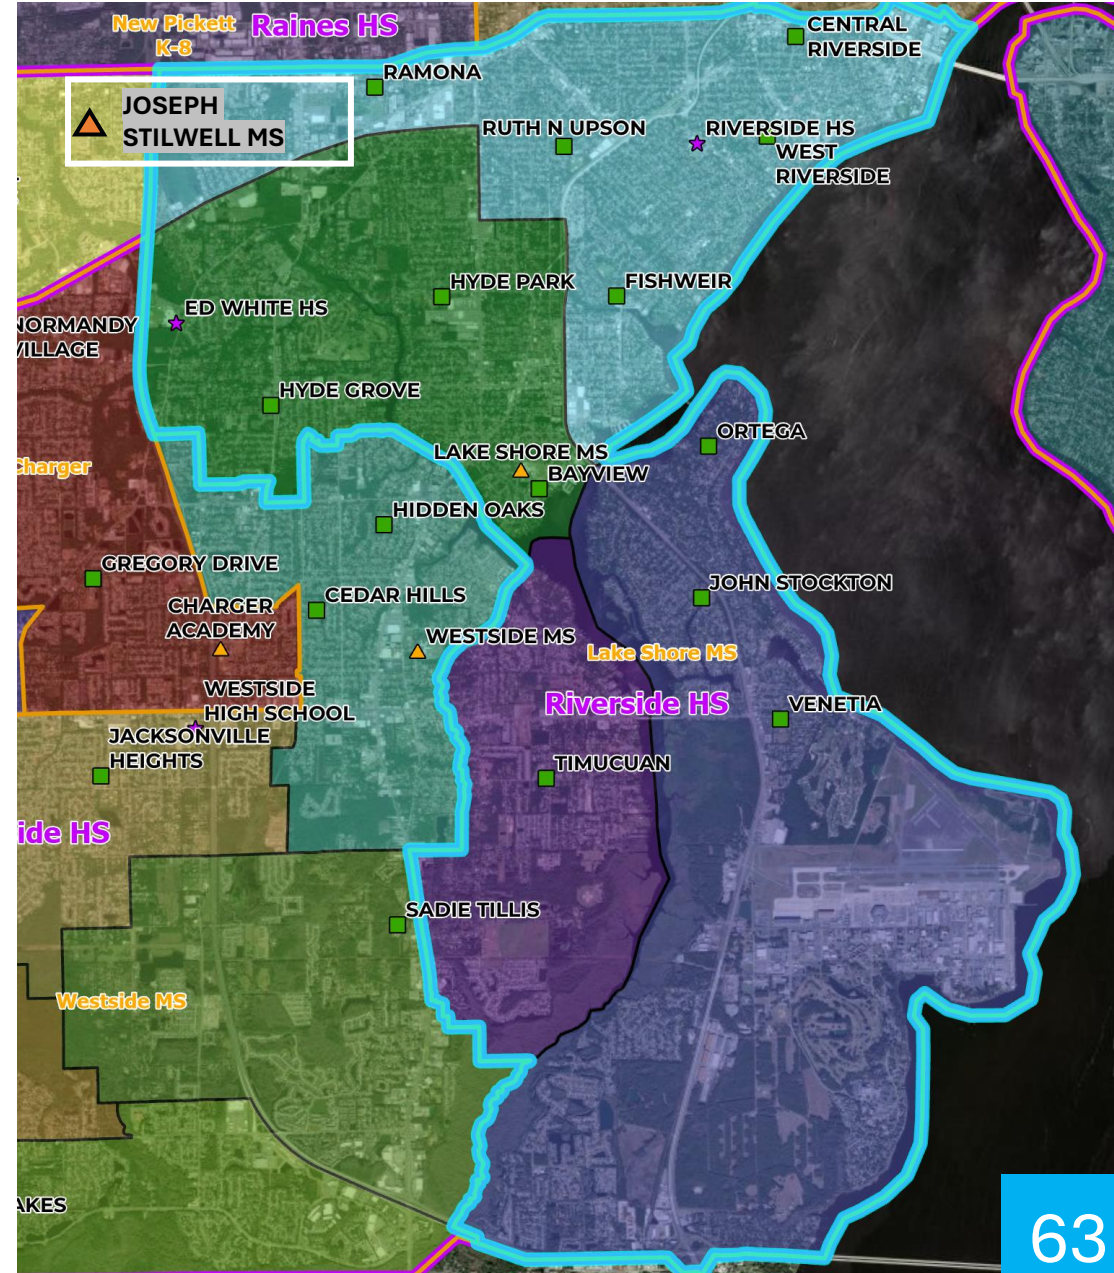 New Pickett
K-8
Raines HS
CENTRAL
RIVERSIDE
RAMONA
JOSEPH
STILWELL MS
RUTH N UPSON
RIVERSIDE HS
WEST
RIVERSIDE
HYDE PARK
FISHWEIR
ED WHITE HS
NORMANDY
VILLAGE
HYDE GROVE
ORTEGA
LAKE SHORE MS
Charger
BAYVIEW
HIDDEN OAKS
GREGORY DRIVE
JOHN STOCKTON
CEDAR HILLS
CHARGER
ACADEMY
WESTSIDE MS
Lake Shore MS
WESTSIDE
HIGH SCHOOL
Riverside HS
VENETIA
JACKSONVILLE
HEIGHTS
TIMUCUAN
side HS
SADIE TILLIS
Westside MS
AKES
63